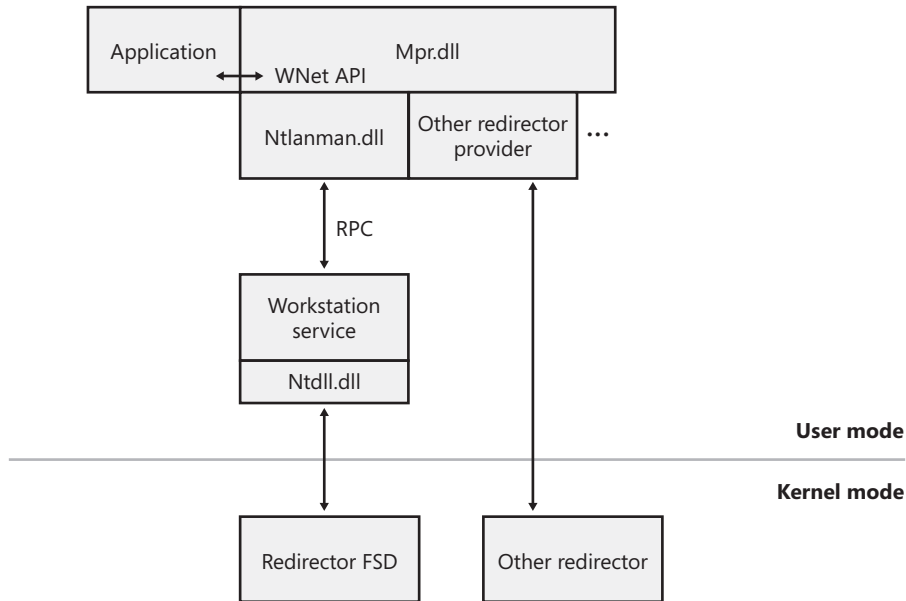 Application
Mpr.dll
WNet API
Ntlanman.dll
Other redirector
provider
...
RPC
Workstation
service
Ntdll.dll
User mode
Kernel mode
Redirector FSD
Other redirector